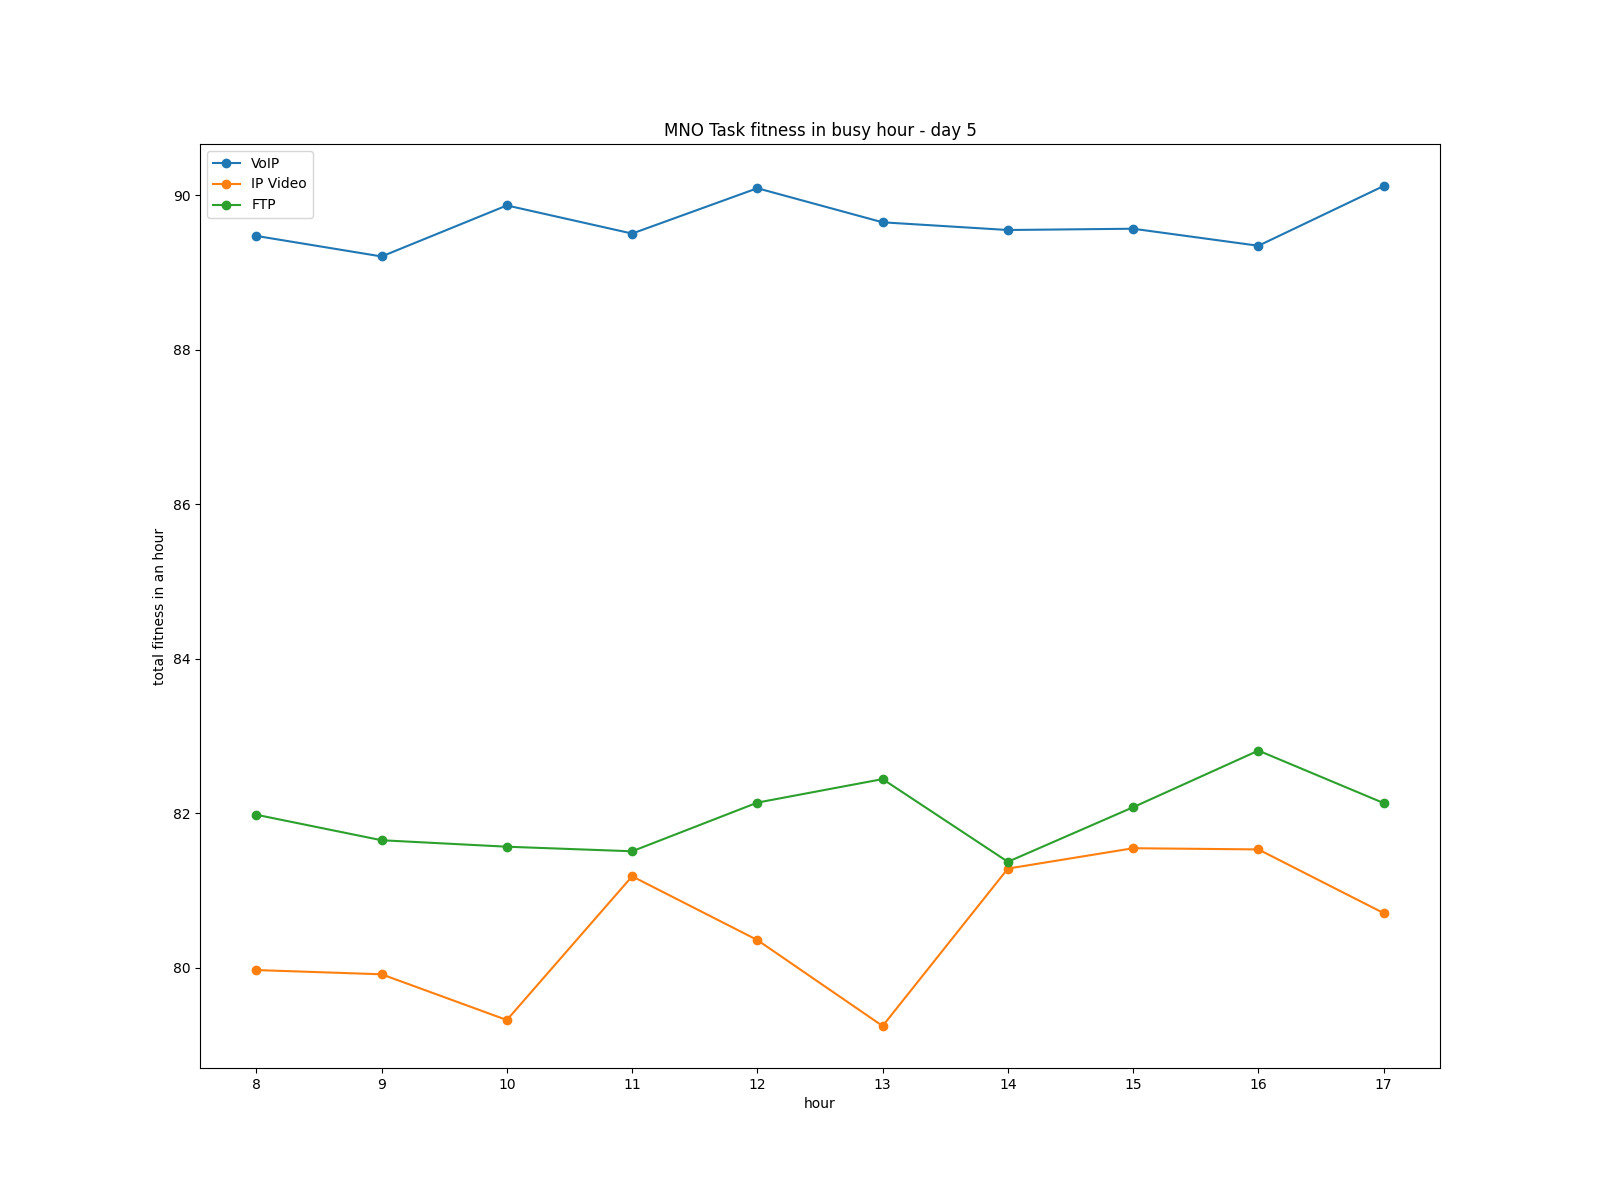 MNO Task fitness in busy hour - day 5
VoIP
IP Video
FTP
90
88
86
84
82
80
total fitness in an hour
8 9 10 11 12 13 14 15 16 17
hour